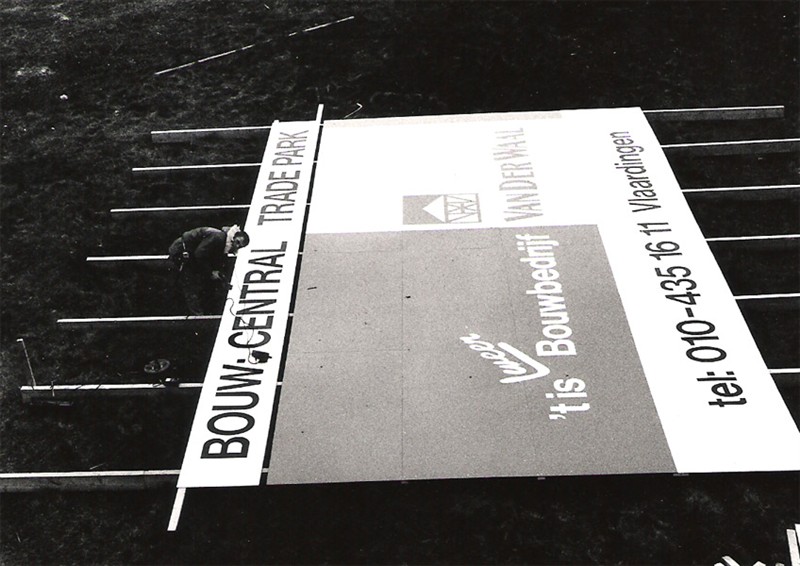 BOUW: CENTRAL TRADE PARK
VAN DER WAAL
weer
't is Bouwbedrijf
tel: 010-435 16 11 Vlaardingen